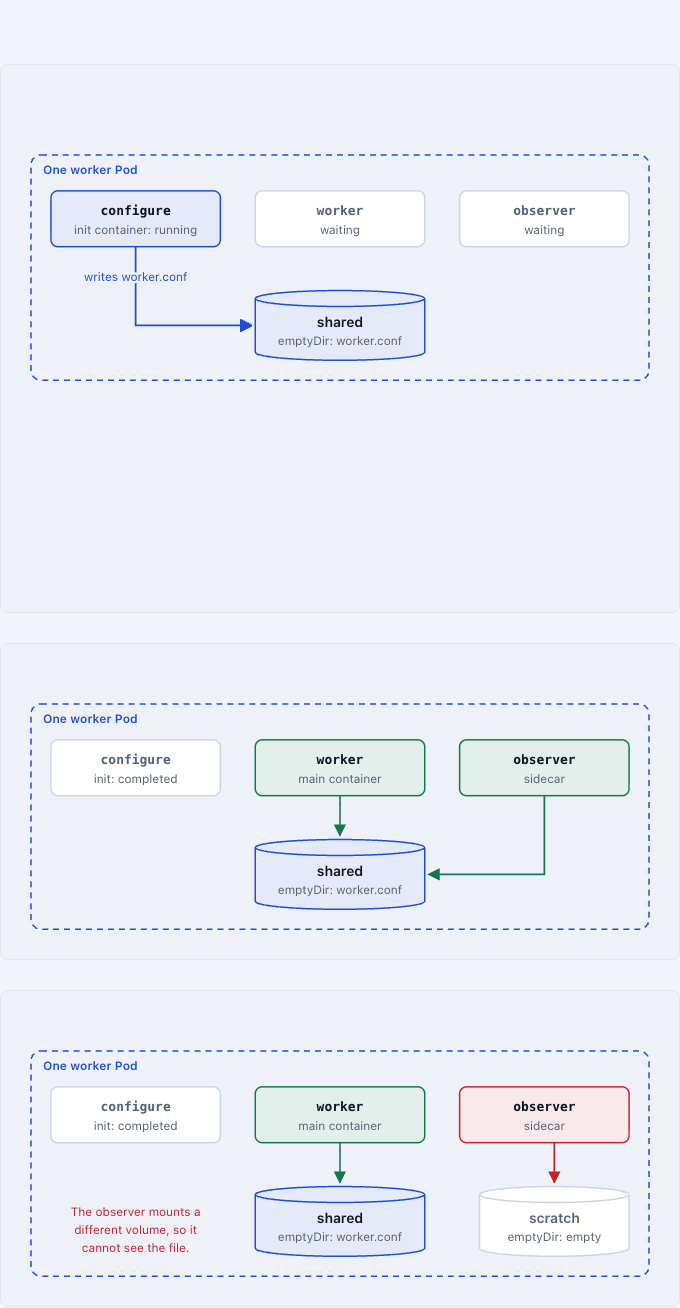 One worker Pod
configure
init container: running
worker
waiting
observer
waiting
writes worker.conf
shared
emptyDir: worker.conf
One worker Pod
configure
init: completed
worker
main container
observer
sidecar
shared
emptyDir: worker.conf
One worker Pod
configure
init: completed
worker
main container
observer
sidecar
The observer mounts a
different volume, so it
cannot see the file.
shared
emptyDir: worker.conf
scratch
emptyDir: empty